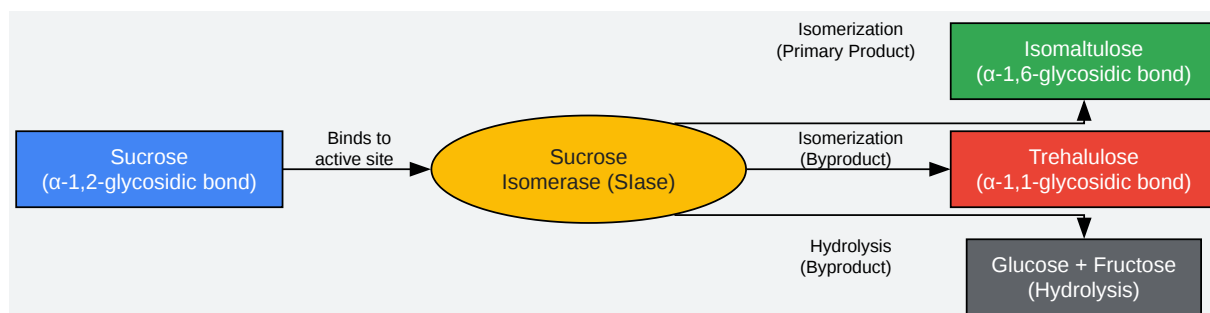 Isomerization
(Primary Product)
Isomaltulose
(α-1,6-glycosidic bond)
Sucrose
(α-1,2-glycosidic bond)
Binds to
active site
Sucrose
Isomerase (SIase)
Isomerization
(Byproduct)
Trehalulose
(α-1,1-glycosidic bond)
Hydrolysis
(Byproduct)
Glucose + Fructose
(Hydrolysis)